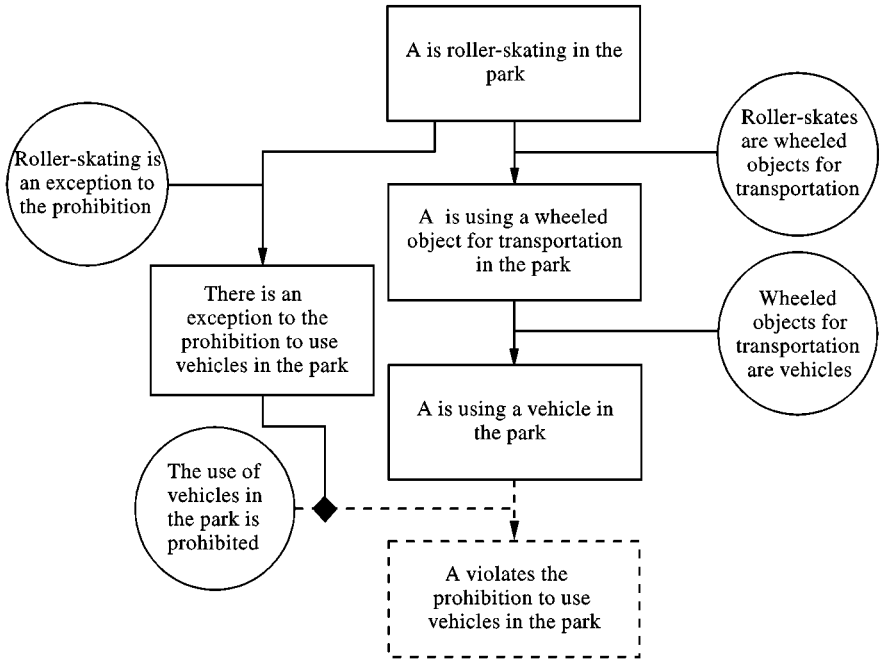 A is roller-skating in the
park
Roller-skating is
an exception to
the prohibition
Roller-skates
are wheeled
objects for
transportation
A is using a wheeled
object for transportation
in the park
There is an
exception to the
prohibition to use
vehicles in the park
Wheeled
objects for
transportation
are vehicles
A is using a vehicle in
the park
The use of
vehicles in
the park is
prohibited
A violates the
prohibition to use
vehicles in the park